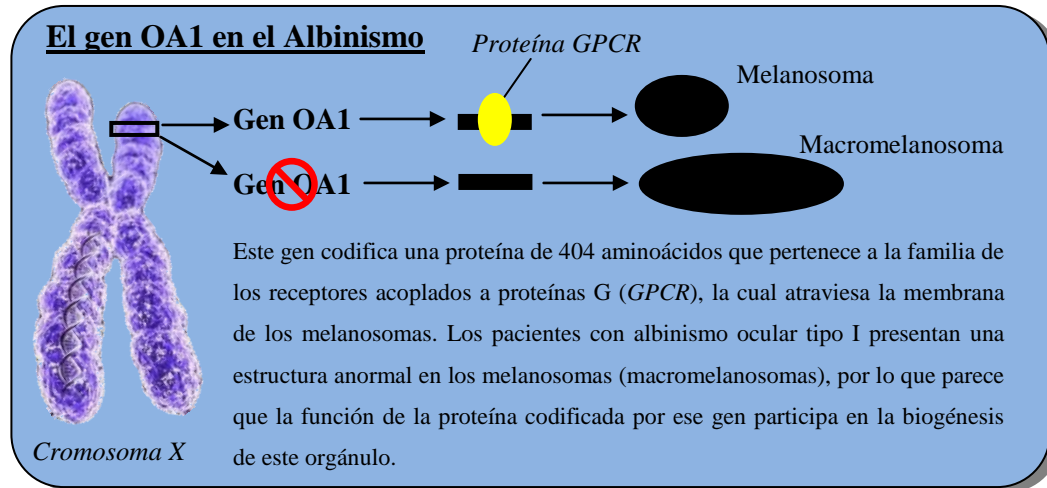 El gen OA1 en el Albinismo
Proteína GPCR
Melanosoma
Gen OA1
Macromelanosoma
Gen OA1
Este gen codifica una proteína de 404 aminoácidos que pertenece a la familia de
los receptores acoplados a proteínas G (GPCR), la cual atraviesa la membrana
de los melanosomas. Los pacientes con albinismo ocular tipo I presentan una
estructura anormal en los melanosomas (macromelanosomas), por lo que parece
que la función de la proteína codificada por ese gen participa en la biogénesis
de este orgánulo.
Cromosoma X